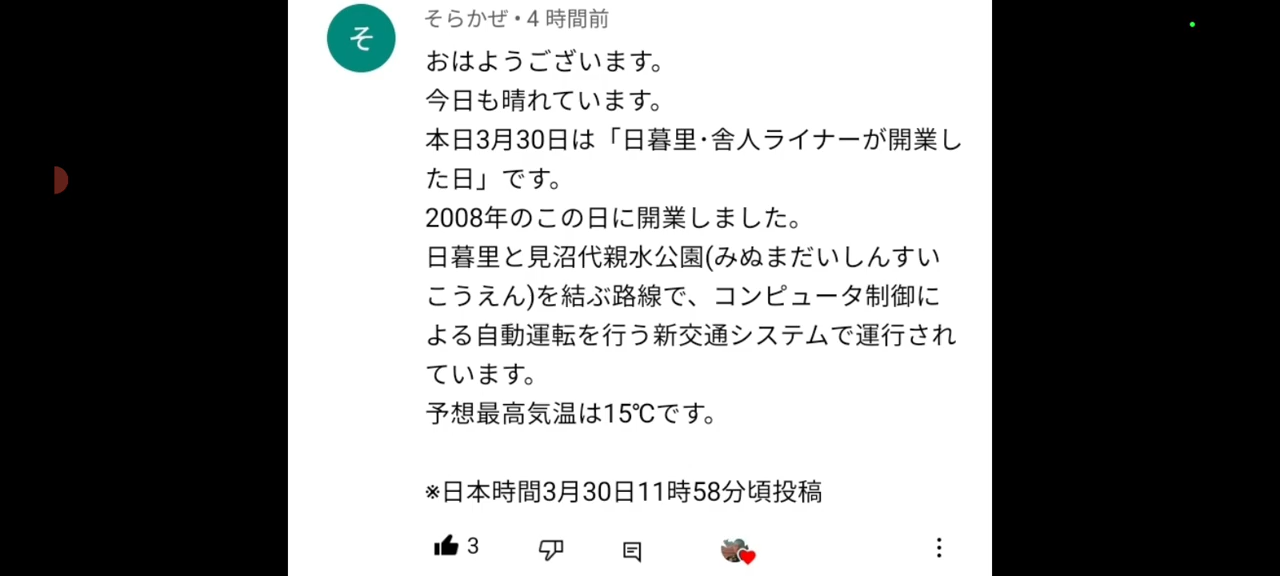 そ
そらかぜ • 4 時間前
おはようございます。
今日も晴れています。
本日3月30日は「日暮里･舎人ライナーが開業し
た日」です。
2008年のこの日に開業しました。
日暮里と見沼代親水公園(みぬまだいしんすい
こうえん)を結ぶ路線で、コンピュータ制御に
よる自動運転を行う新交通システムで運行され
ています。
予想最高気温は15℃です。
※日本時間3月30日11時58分頃投稿
3